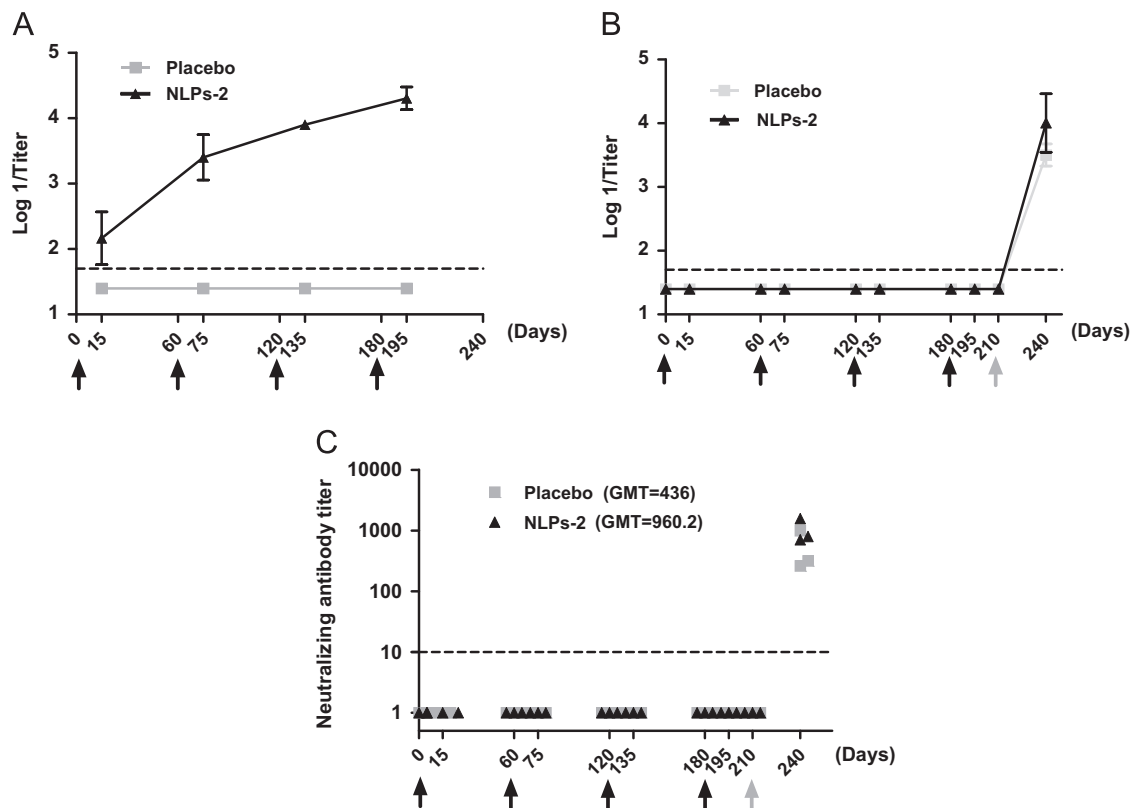 A
5
4
3
2
1
Log 1/Titer
Placebo
NLPs-2
0
15
60
75
120
135
180
195
240
(Days)
B
5
4
3
2
1
Log 1/Titer
Placebo
NLPs-2
0
15
60
75
120
135
180
195
210
240
(Days)
C
10000
1000
100
10
1
Neutralizing antibody titer
Placebo (GMT=436)
NLPs-2 (GMT=960.2)
0
15
60
75
120
135
180
195
210
240
(Days)